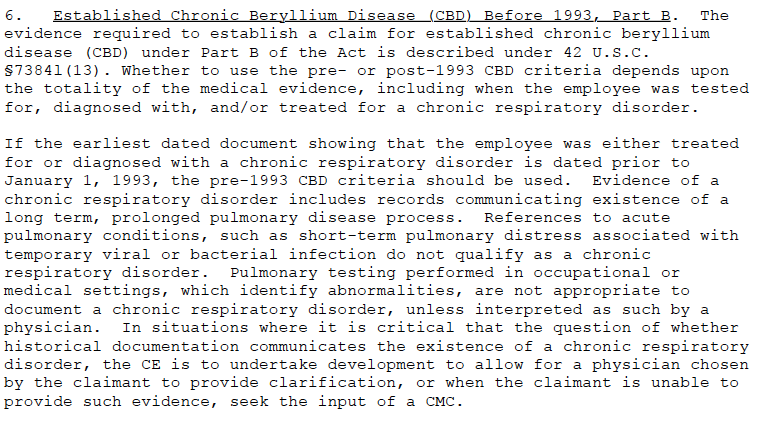 6.   Established Chronic Beryllium Disease (CBD) Before 1993, Part B.  The
evidence required to establish a claim for established chronic beryllium
disease (CBD) under Part B of the Act is described under 42 U.S.C.
§73841(13). Whether to use the pre- or post-1993 CBD criteria depends upon
the totality of the medical evidence, including when the employee was tested
for, diagnosed with, and/or treated for a chronic respiratory disorder.

If the earliest dated document showing that the employee was either treated
for or diagnosed with a chronic respiratory disorder is dated prior to
January 1, 1993, the pre-1993 CBD criteria should be used.  Evidence of a
chronic respiratory disorder includes records communicating existence of a
long term, prolonged pulmonary disease process.  References to acute
pulmonary conditions, such as short-term pulmonary distress associated with
temporary viral or bacterial infection do not qualify as a chronic
respiratory disorder.  Pulmonary testing performed in occupational or
medical settings, which identify abnormalities, are not appropriate to
document a chronic respiratory disorder, unless interpreted as such by a
physician.  In situations where it is critical that the question of whether
historical documentation communicates the existence of a chronic respiratory
disorder, the CE is to undertake development to allow for a physician chosen
by the claimant to provide clarification, or when the claimant is unable to
provide such evidence, seek the input of a CMC.